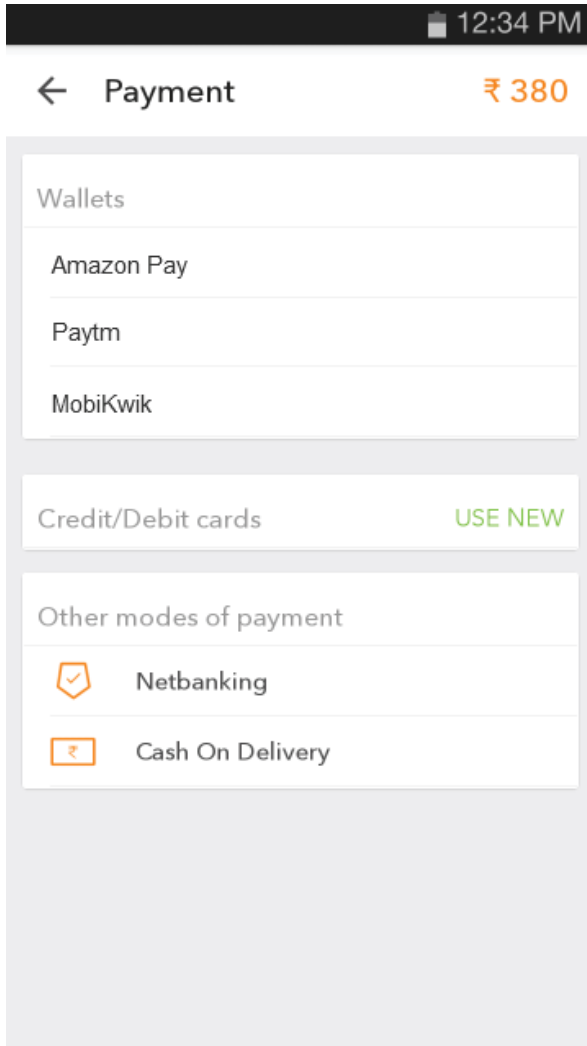 12:34 PM
Payment ₹ 380
Wallets
Amazon Pay
Paytm
MobiKwik
Credit/Debit cards USE NEW
Other modes of payment
Netbanking
₹ Cash On Delivery